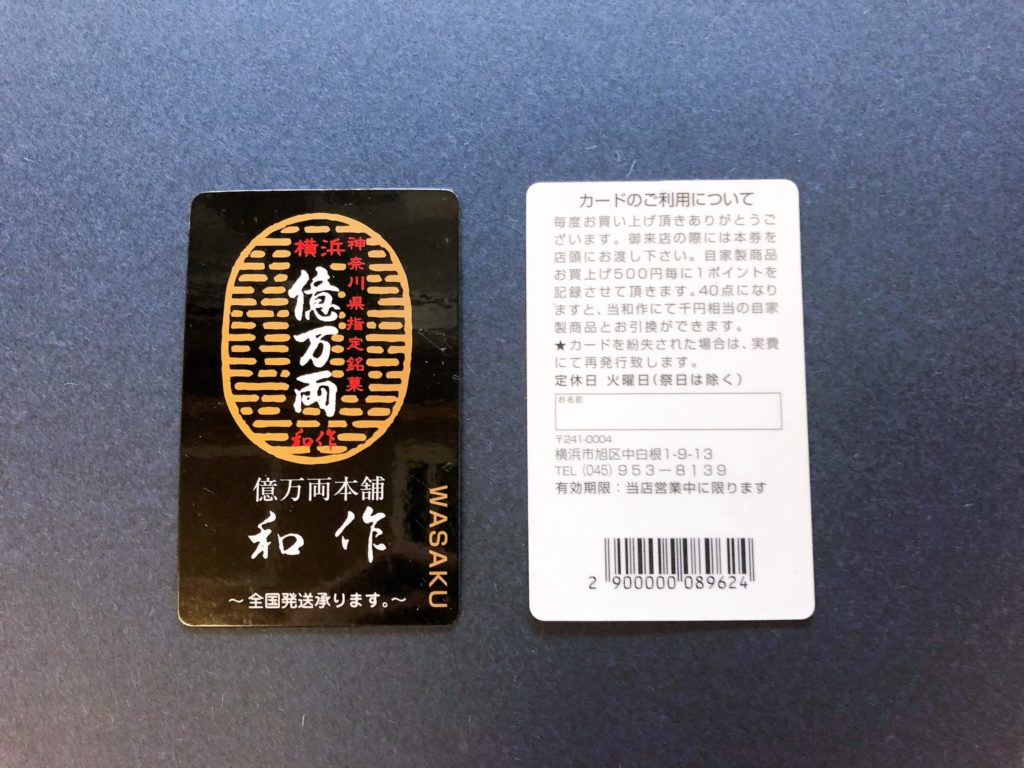 横浜
神奈川県指定銘菓
億万両
和作
億万両本舗
和作
WASAKU
～全国発送承ります。～
カードのご利用について
毎度お買い上げ頂きありがとうご
ざいます。御来店の際には本券を
店頭にお渡し下さい。自家製商品
お買上げ500円毎に1ポイントを
記録させて頂きます。40点になり
ますと、当和作にて千円相当の自家
製商品とお引換ができます。
★カードを紛失された場合は、実費
にて再発行致します。
定休日 火曜日(祭日は除く)
お名前
〒241-0004
横浜市旭区中白根1-9-13
TEL (045) 953－8139
有効期限：当店営業中に限ります
2 900000 089624